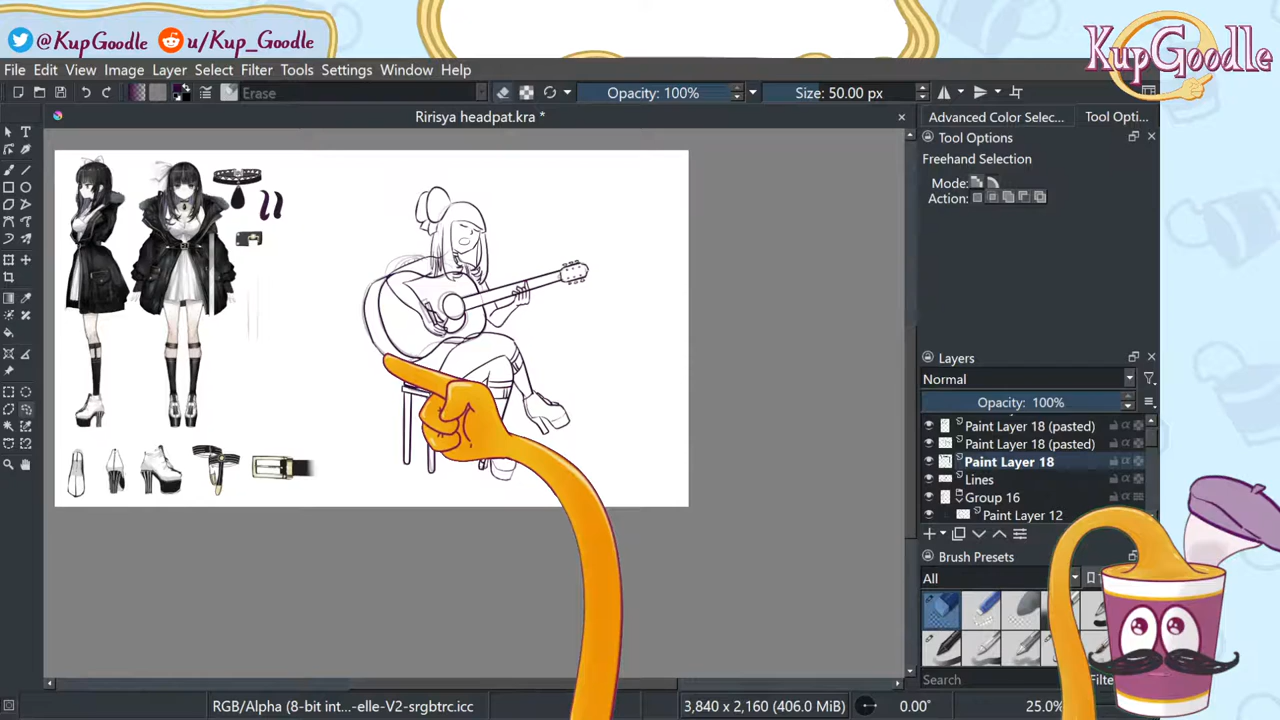 @KupGoodle u/Kup_Goodle
KupGoodle
File Edit View Image Layer Select Filter Tools Settings Window Help
Erase
Opacity: 100%
Size: 50.00 px
Ririsya headpat.kra *
Advanced Color Selec...
Tool Opti...
Tool Options
Freehand Selection
Mode:
Action:
Layers
Normal
Opacity: 100%
Paint Layer 18 (pasted)
Paint Layer 18 (pasted)
Paint Layer 18
Lines
Group 16
Paint Layer 12
Brush Presets
All
Search
RGB/Alpha (8-bit int...-elle-V2-srgbtrc.icc
3,840 x 2,160 (406.0 MiB)
0.00°
25.0%